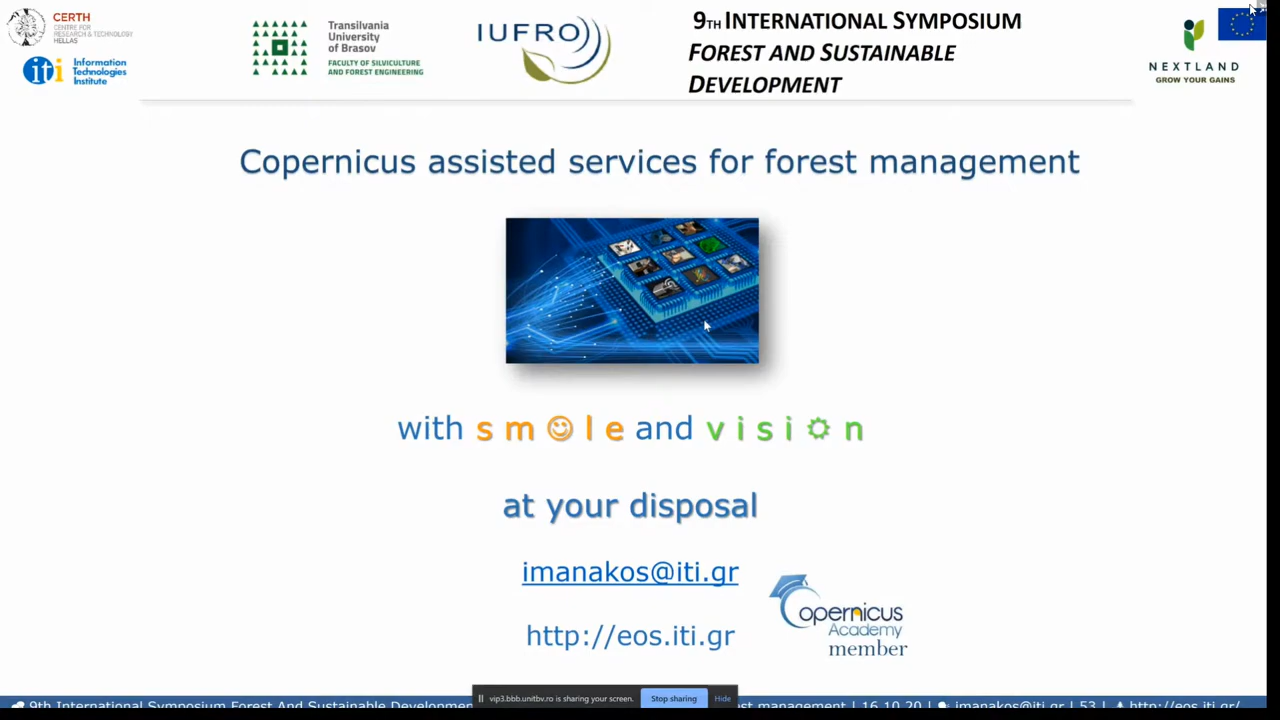 CERTH
CENTRE FOR
RESEARCH & TECHNOLOGY
HELLAS
iti
Information
Technologies
Institute
Transilvania
University
of Brasov
FACULTY OF SILVICULTURE
AND FOREST ENGINEERING
IUFRO
9TH INTERNATIONAL SYMPOSIUM
FOREST AND SUSTAINABLE
DEVELOPMENT
NEXTLAND
GROW YOUR GAINS
Copernicus assisted services for forest management
with sm☺le and visi☼n
at your disposal
imanakos@iti.gr
http://eos.iti.gr
Copernicus
Academy
member
vip3.bbb.unitbv.ro is sharing your screen.
Stop sharing
Hide
9th International Symposium Forest And Sustainable Developmen
management | 16.10.20 | imanakos@iti.gr | 53 | http://eos.iti.gr/